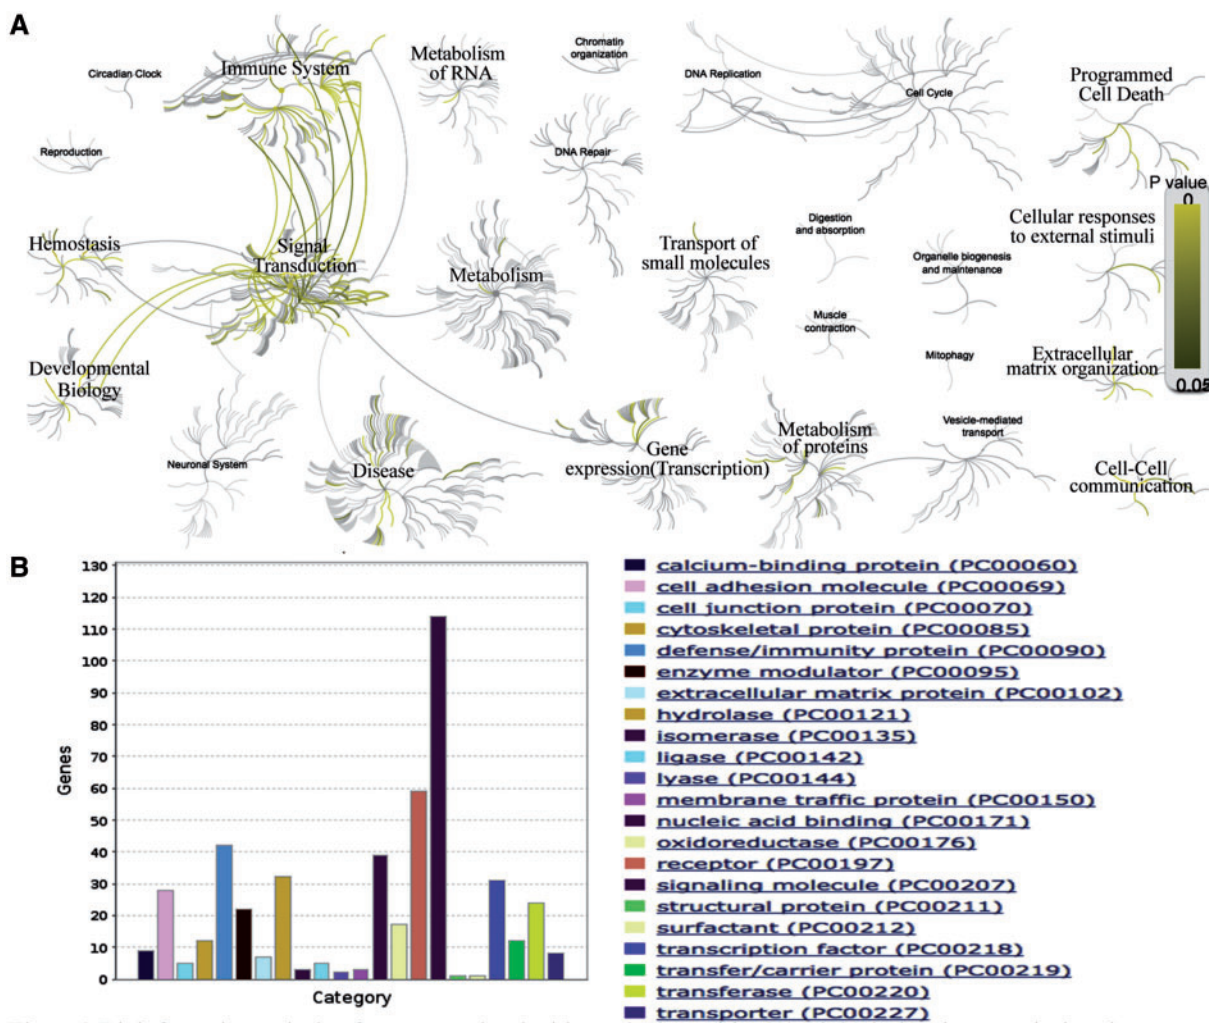 A
Immune System
Metabolism
of RNA
Chromatin
organization
Circadian Clock
DNA Replication
Cell Cycle
Programmed
Cell Death
Reproduction
DNA Repair
P value
0
Hemostasis
Signal
Transduction
Metabolism
Transport of
small molecules
Digestion
and absorption
Organelle biogenesis
and maintenance
Cellular responses
to external stimuli
Muscle
contraction
Mitophagy
Developmental
Biology
Extracellular
matrix organization
0.05
Neuronal System
Disease
Gene
expression(Transcription)
Metabolism
of proteins
Vesicle-mediated
transport
Cell-Cell
communication
B
130
120
110
100
90
80
70
60
50
40
30
20
10
0
Genes
Category
calcium-binding protein (PC00060)
cell adhesion molecule (PC00069)
cell junction protein (PC00070)
cytoskeletal protein (PC00085)
defense/immunity protein (PC00090)
enzyme modulator (PC00095)
extracellular matrix protein (PC00102)
hydrolase (PC00121)
isomerase (PC00135)
ligase (PC00142)
lyase (PC00144)
membrane traffic protein (PC00150)
nucleic acid binding (PC00171)
oxidoreductase (PC00176)
receptor (PC00197)
signaling molecule (PC00207)
structural protein (PC00211)
surfactant (PC00212)
transcription factor (PC00218)
transfer/carrier protein (PC00219)
transferase (PC00220)
transporter (PC00227)